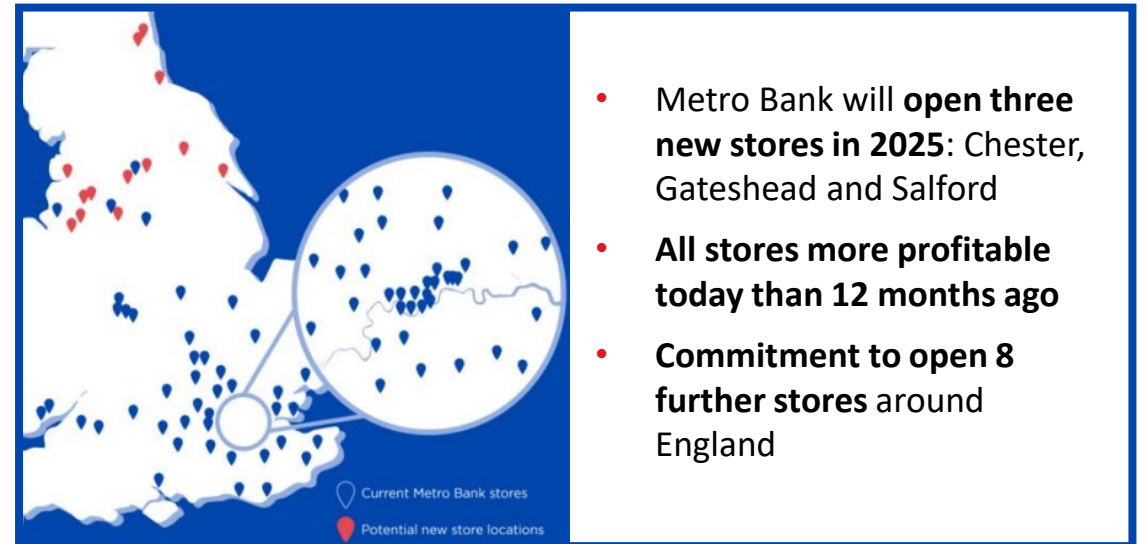 • Metro Bank will open three
new stores in 2025: Chester,
Gateshead and Salford
• All stores more profitable
today than 12 months ago
• Commitment to open 8
further stores around
England
Current Metro Bank stores
Potential new store locations